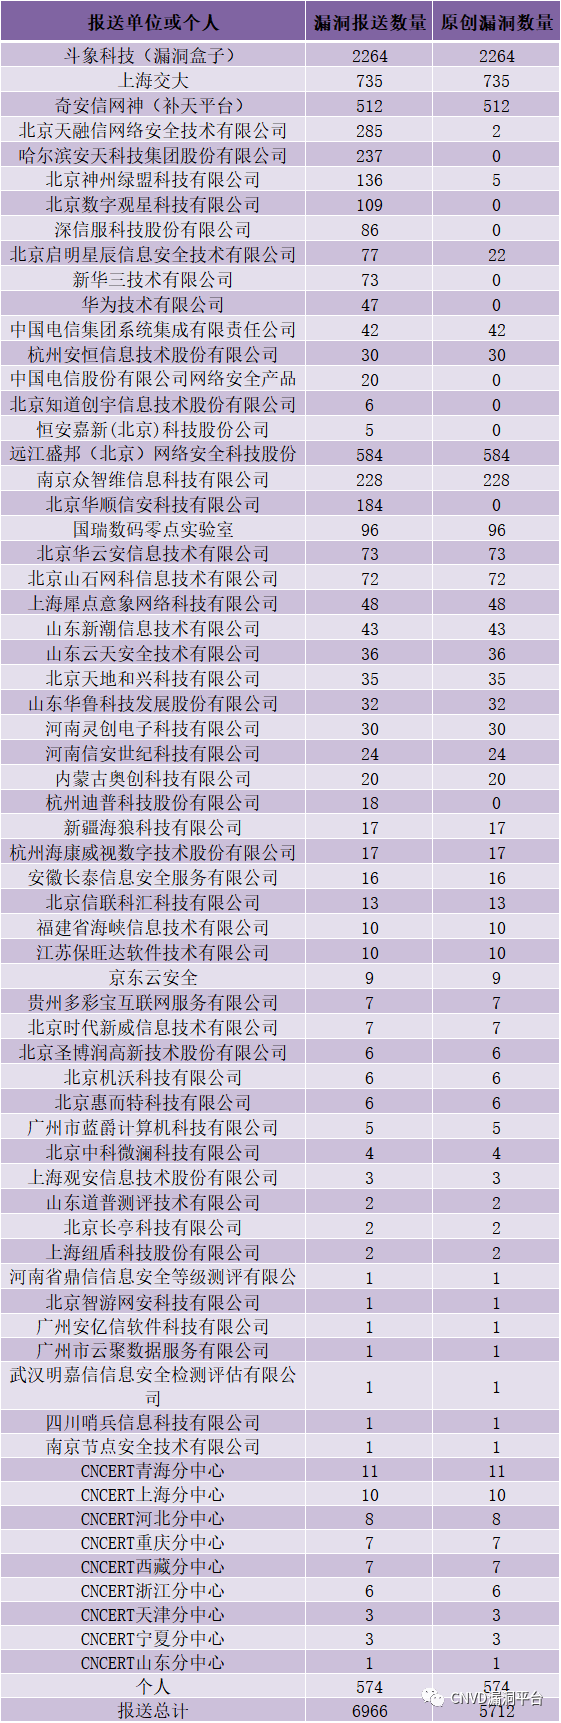 报送单位或个人 漏洞报送数量 原创漏洞数量
斗象科技（漏洞盒子） 2264 2264
上海交大 735 735
奇安信网神（补天平台） 512 512
北京天融信网络安全技术有限公司 285 2
哈尔滨安天科技集团股份有限公司 237 0
北京神州绿盟科技有限公司 136 5
北京数字观星科技有限公司 109 0
深信服科技股份有限公司 86 0
北京启明星辰信息安全技术有限公司 77 22
新华三技术有限公司 73 0
华为技术有限公司 47 0
中国电信集团系统集成有限责任公司 42 42
杭州安恒信息技术股份有限公司 30 30
中国电信股份有限公司网络安全产品 20 0
北京知道创宇信息技术股份有限公司 6 0
恒安嘉新(北京)科技股份公司 5 0
远江盛邦（北京）网络安全科技股份 584 584
南京众智维信息科技有限公司 228 228
北京华顺信安科技有限公司 184 0
国瑞数码零点实验室 96 96
北京华云安信息技术有限公司 73 73
北京山石网科信息技术有限公司 72 72
上海犀点意象网络科技有限公司 48 48
山东新潮信息技术有限公司 43 43
山东云天安全技术有限公司 36 36
北京天地和兴科技有限公司 35 35
山东华鲁科技发展股份有限公司 32 32
河南灵创电子科技有限公司 30 30
河南信安世纪科技有限公司 24 24
内蒙古奥创科技有限公司 20 20
杭州迪普科技股份有限公司 18 0
新疆海狼科技有限公司 17 17
杭州海康威视数字技术股份有限公司 17 17
安徽长泰信息安全服务有限公司 16 16
北京信联科汇科技有限公司 13 13
福建省海峡信息技术有限公司 10 10
江苏保旺达软件技术有限公司 10 10
京东云安全 9 9
贵州多彩宝互联网服务有限公司 7 7
北京时代新威信息技术有限公司 7 7
北京圣博润高新技术股份有限公司 6 6
北京机沃科技有限公司 6 6
北京惠而特科技有限公司 6 6
广州市蓝爵计算机科技有限公司 5 5
北京中科微澜科技有限公司 4 4
上海观安信息技术股份有限公司 3 3
山东道普测评技术有限公司 2 2
北京长亭科技有限公司 2 2
上海纽盾科技股份有限公司 2 2
河南省鼎信信息安全等级测评有限公 1 1
北京智游网安科技有限公司 1 1
广州安亿信软件科技有限公司 1 1
广州市云聚数据服务有限公司 1 1
武汉明嘉信信息安全检测评估有限公
司 1 1
四川哨兵信息科技有限公司 1 1
南京节点安全技术有限公司 1 1
CNCERT青海分中心 11 11
CNCERT上海分中心 10 10
CNCERT河北分中心 8 8
CNCERT重庆分中心 7 7
CNCERT西藏分中心 7 7
CNCERT浙江分中心 6 6
CNCERT天津分中心 3 3
CNCERT宁夏分中心 3 3
CNCERT山东分中心 1 1
个人 574 574
CNVD漏洞平台
报送总计 6966 5712